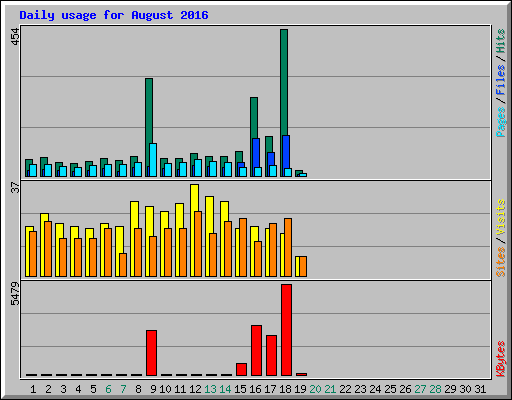 Daily usage for August 2016
454
Pages / Files / Hits
37
Sites / Visits
5479
KBytes
1 2 3 4 5 6 7 8 9 10 11 12 13 14 15 16 17 18 19 20 21 22 23 24 25 26 27 28 29 30 31